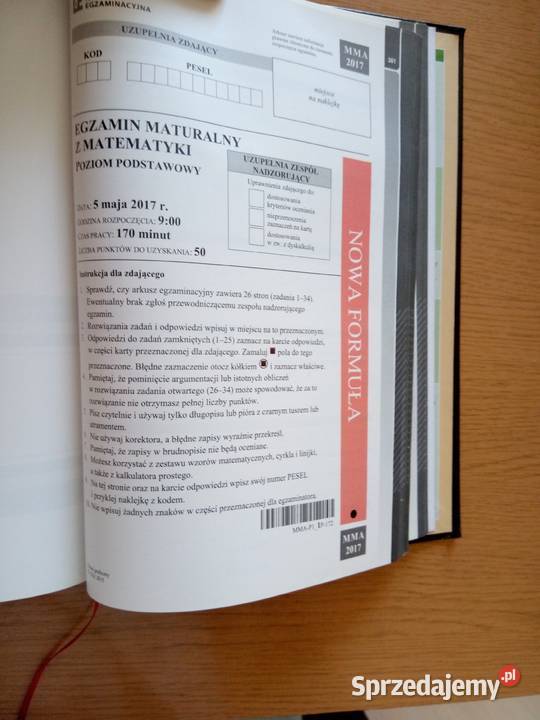 EGZAMINACYJNA
UZUPEŁNIA ZDAJĄCY
KOD
PESEL
miejsce
na naklejkę
MMA
2017
361
EGZAMIN MATURALNY
Z MATEMATYKI
POZIOM PODSTAWOWY
DATA: 5 maja 2017 r.
GODZINA ROZPOCZĘCIA: 9:00
CZAS PRACY: 170 minut
LICZBA PUNKTÓW DO UZYSKANIA: 50
UZUPEŁNIA ZESPÓŁ
NADZORUJĄCY
Uprawnienia zdającego do:
dostosowania
kryteriów oceniania
nieprzenoszenia
zaznaczeń na kartę
dostosowania
w zw. z dyskalkulią
NOWA FORMUŁA
Instrukcja dla zdającego
1. Sprawdź, czy arkusz egzaminacyjny zawiera 26 stron (zadania 1–34).
Ewentualny brak zgłoś przewodniczącemu zespołu nadzorującego
egzamin.
2. Rozwiązania zadań i odpowiedzi wpisuj w miejscu na to przeznaczonym.
Odpowiedzi do zadań zamkniętych (1–25) zaznacz na karcie odpowiedzi,
w części karty przeznaczonej dla zdającego. Zamaluj pola do tego
przeznaczone. Błędne zaznaczenie otocz kółkiem i zaznacz właściwe.
Pamiętaj, że pominięcie argumentacji lub istotnych obliczeń
w rozwiązaniu zadania otwartego (26–34) może spowodować, że za to
rozwiązanie nie otrzymasz pełnej liczby punktów.
Pisz czytelnie i używaj tylko długopisu lub pióra z czarnym tuszem lub
atramentem.
Nie używaj korektora, a błędne zapisy wyraźnie przekreśl.
Pamiętaj, że zapisy w brudnopisie nie będą oceniane.
Możesz korzystać z zestawu wzorów matematycznych, cyrkla i linijki,
a także z kalkulatora prostego.
Na tej stronie oraz na karcie odpowiedzi wpisz swój numer PESEL
i przyklej naklejkę z kodem.
Nie wpisuj żadnych znaków w części przeznaczonej dla egzaminatora.
MMA-P1_1P-172
MMA
2017
Sprzedajemy.pl